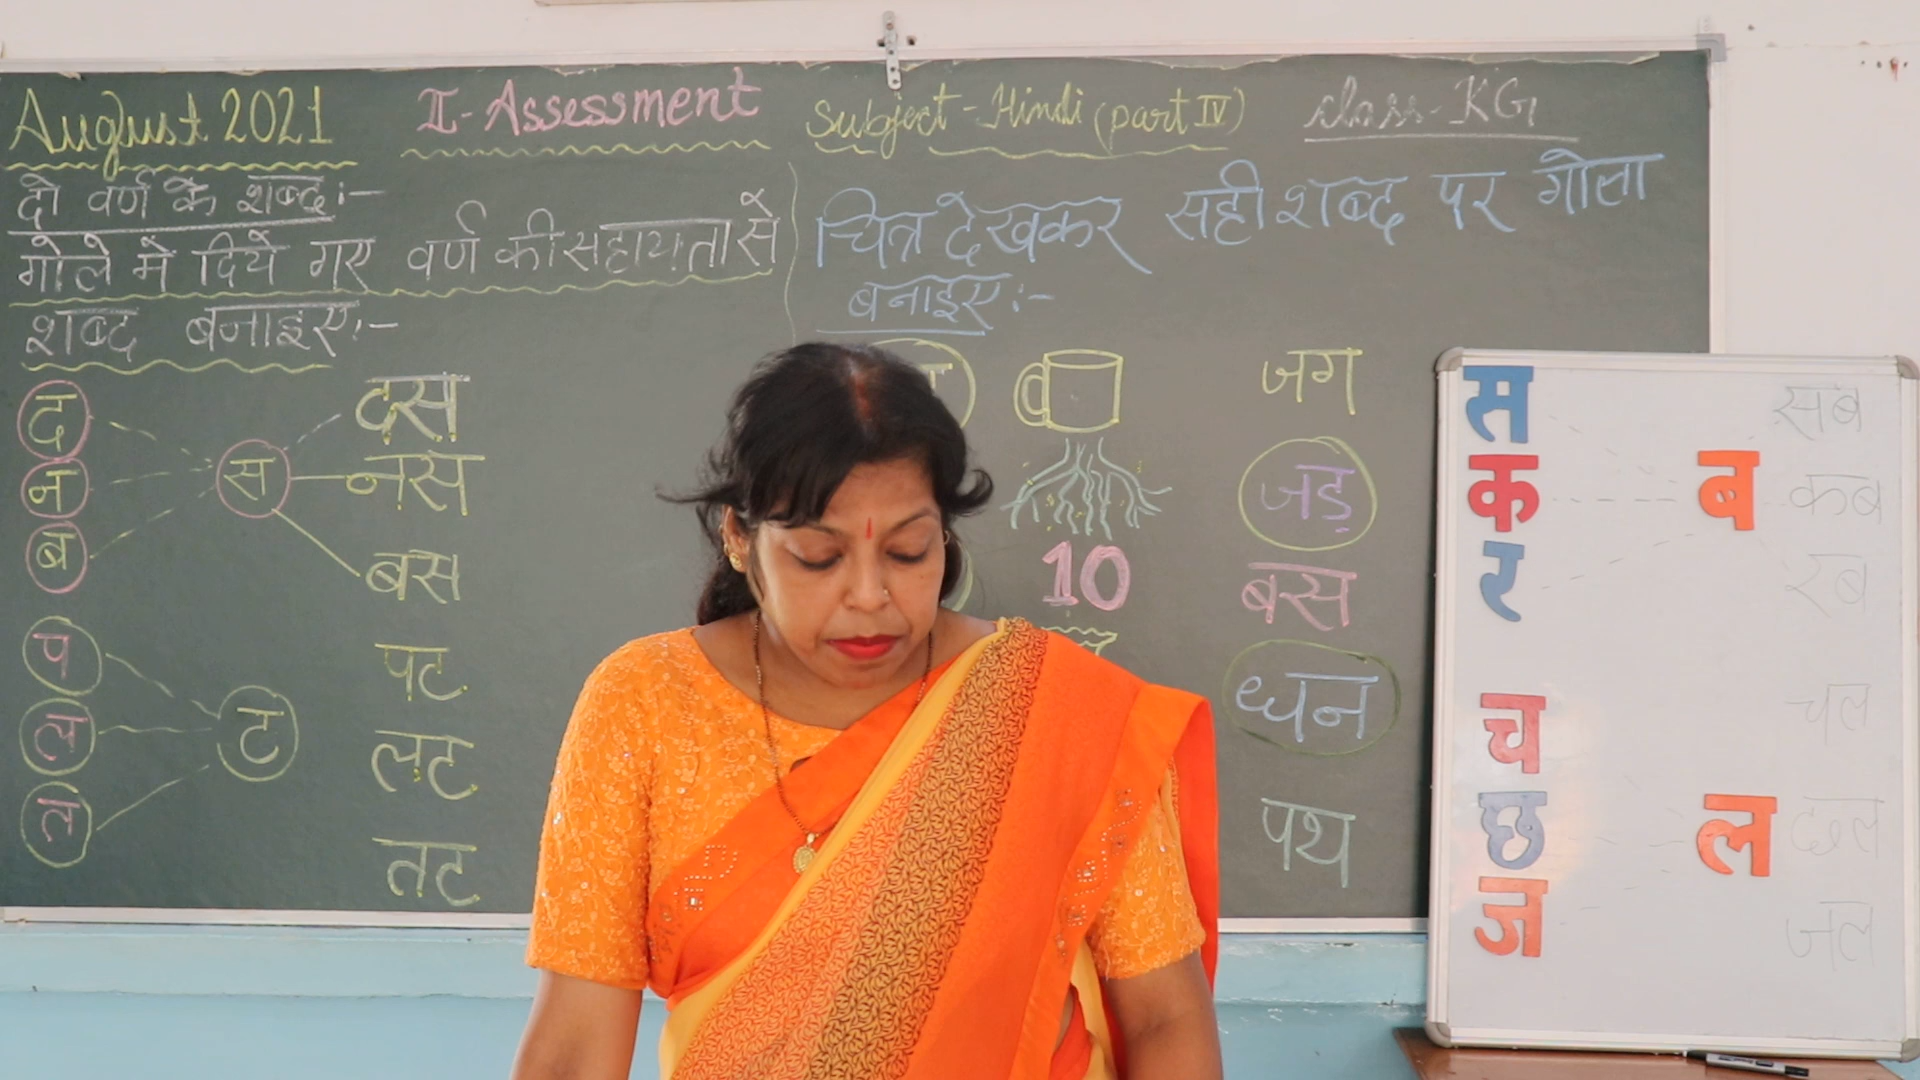 August 2021 II-Assessment Subject-Hindi (part IV) class-KG
दो वर्ण के शब्द:-
गोले में दिये गए वर्ण की सहायता से
शब्द बनाइए:-
द स दस
न नस
ब बस
प पट
ल ट लट
त तट
चित्र देखकर सही शब्द पर गोला
बनाइए:-
जग
जड़
10 बस
धन
पथ
स सब
क ब कब
र रब
च चल
छ ल छल
ज जल